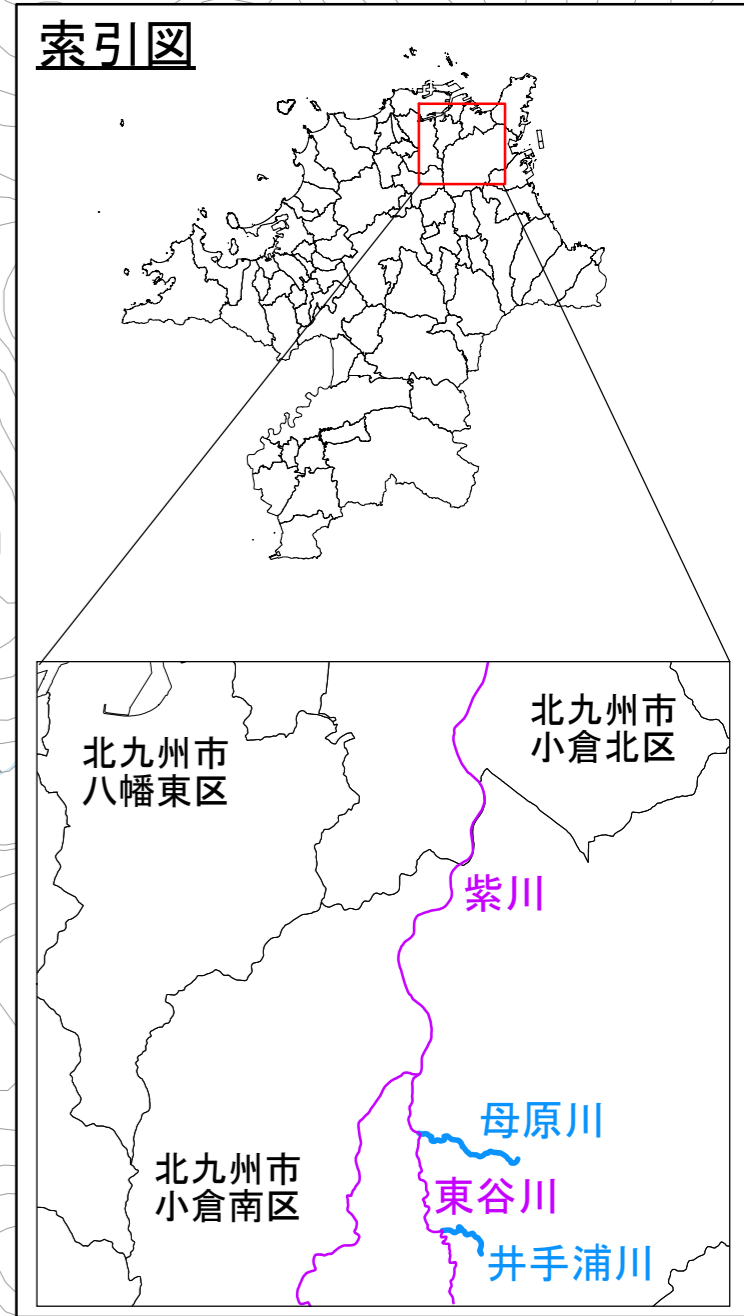 索引図
北九州市
小倉北区
北九州市
八幡東区
紫川
母原川
北九州市
小倉南区
東谷川
井手浦川